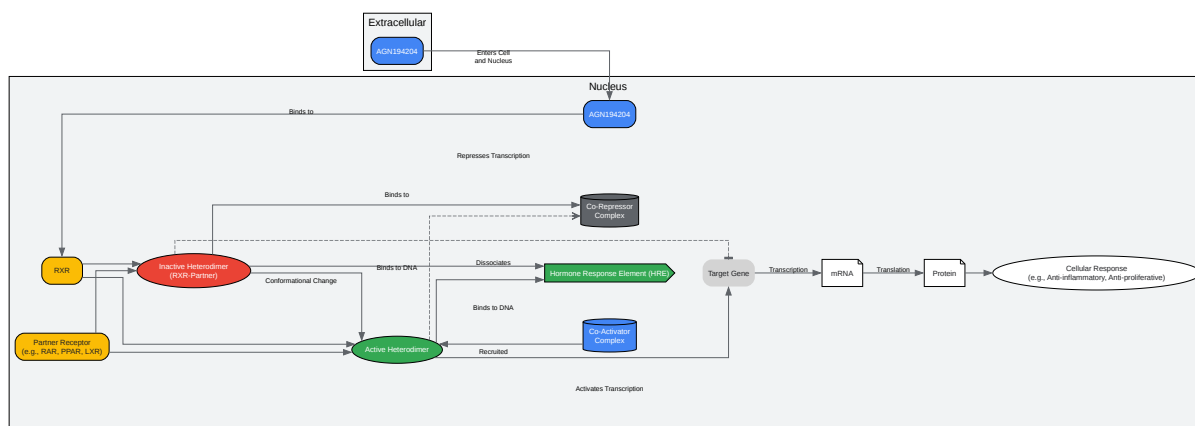 Extracellular
AGN194204
Enters Cell
and Nucleus
Nucleus
AGN194204
Binds to
Represses Transcription
Binds to
Co-Repressor
Complex
RXR
Inactive Heterodimer
(RXR-Partner)
Binds to DNA
Dissociates
Hormone Response Element (HRE)
Target Gene
Transcription
mRNA
Translation
Protein
Cellular Response
(e.g., Anti-inflammatory, Anti-proliferative)
Conformational Change
Binds to DNA
Partner Receptor
(e.g., RAR, PPAR, LXR)
Active Heterodimer
Recruited
Co-Activator
Complex
Activates Transcription